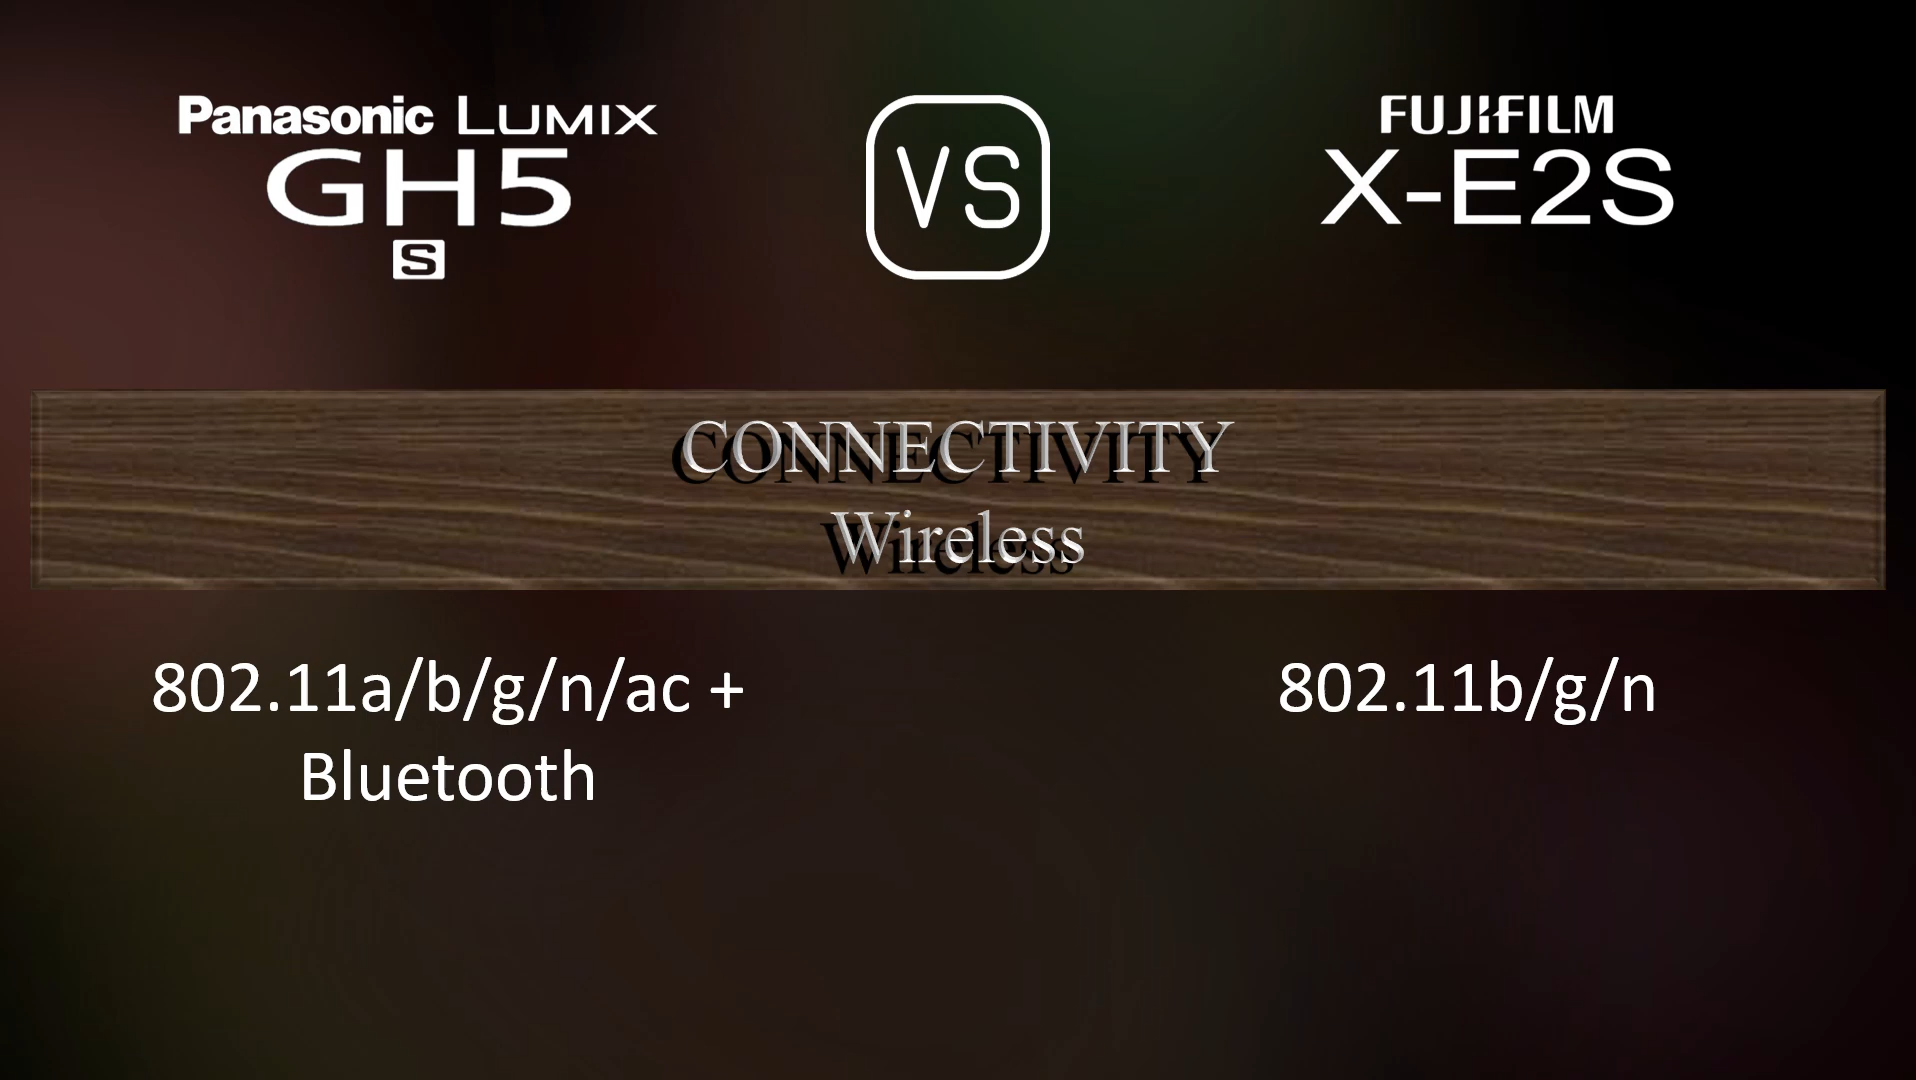 Panasonic LUMIX
GH5
S
VS
FUJIFILM
X-E2S
CONNECTIVITY
Wireless
802.11a/b/g/n/ac +
Bluetooth
802.11b/g/n